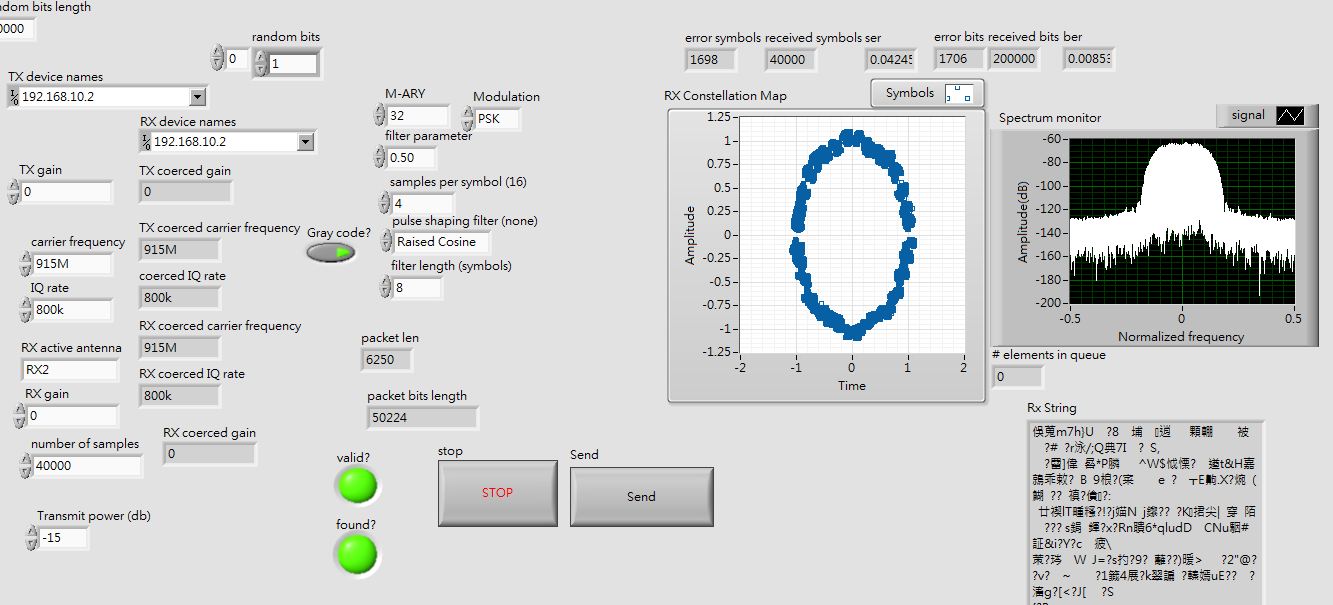 ndom bits length
0000
random bits
0
1
TX device names
192.168.10.2
RX device names
192.168.10.2
TX gain
0
TX coerced gain
0
carrier frequency
915M
TX coerced carrier frequency
915M
IQ rate
800k
coerced IQ rate
800k
RX coerced carrier frequency
915M
RX active antenna
RX2
RX coerced IQ rate
800k
RX gain
0
RX coerced gain
0
number of samples
40000
Transmit power (db)
-15
M-ARY
32
Modulation
PSK
filter parameter
0.50
samples per symbol (16)
4
pulse shaping filter (none)
Raised Cosine
Gray code?
filter length (symbols)
8
packet len
6250
packet bits length
50224
valid?
found?
stop
STOP
Send
Send
error symbols received symbols ser
1698 40000 0.04245
error bits received bits ber
1706 200000 0.00853
RX Constellation Map
Symbols
Amplitude
1.25
1
0.75
0.5
0.25
0
-0.25
-0.5
-0.75
-1
-1.25
-2 -1 0 1 2
Time
Spectrum monitor
signal
Amplitude(dB)
-60
-80
-100
-120
-140
-160
-180
-200
-0.5 0 0.5
Normalized frequency
# elements in queue
0
Rx String